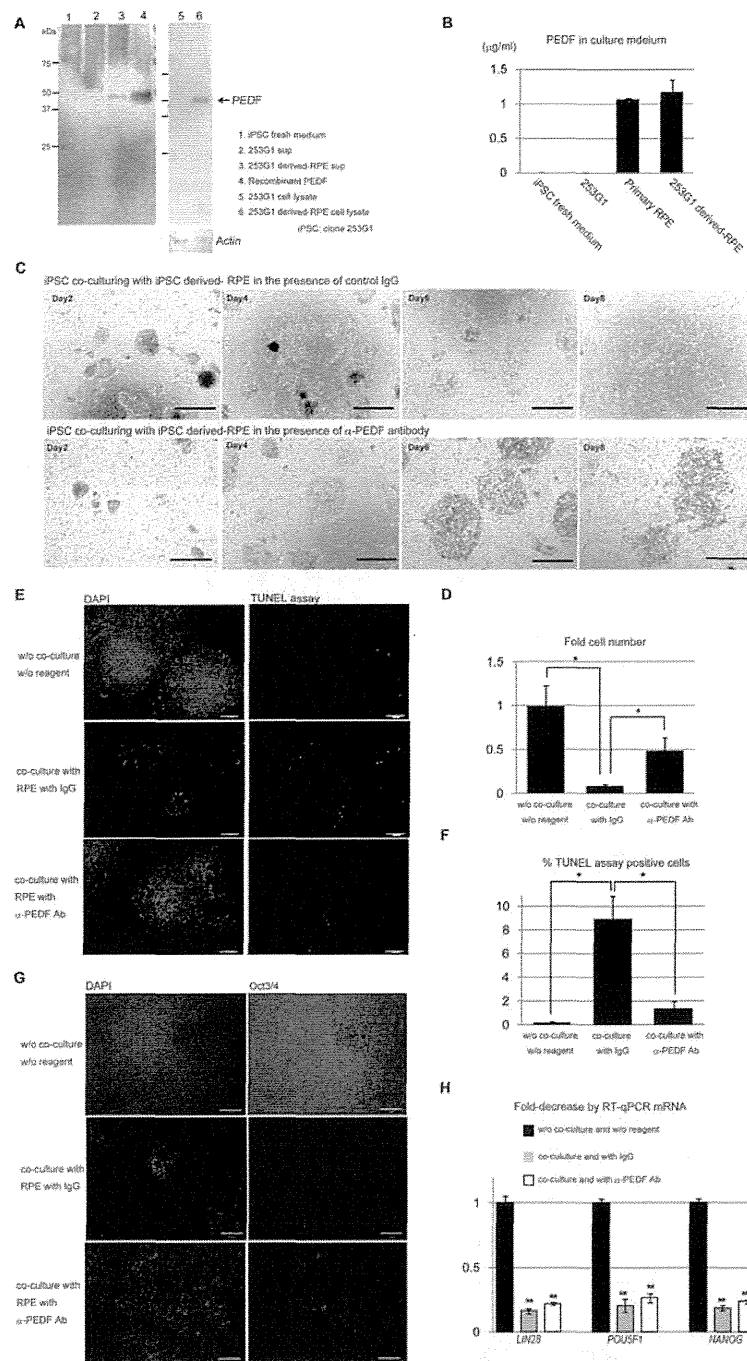 A
1 2 3 4 5 6
kDa
75
50
37
25
←PEDF
1. iPSC fresh medium
2. 253G1 sup
3. 253G1 derived-RPE sup
4. Recombinant PEDF
5. 253G1 cell lysate
6. 253G1 derived-RPE cell lysate
iPSC: clone 253G1
Actin
B
PEDF in culture mdeium
(μg/ml)
1.5
1
0.5
0
iPSC fresh medium
253G1
Primary RPE
253G1 derived-RPE
C
iPSC co-culturing with iPSC derived- RPE in the presence of control IgG
Day2
Day4
Day6
Day8
iPSC co-culturing with iPSC derived-RPE in the presence of α-PEDF antibody
Day2
Day4
Day6
Day8
E
DAPI
TUNEL assay
w/o co-culture
w/o reagent
co-culture with
RPE with IgG
co-culture with
RPE with
α-PEDF Ab
D
Fold cell number
1.5
1
0.5
0
*
*
w/o co-culture
w/o reagent
co-culture
with IgG
co-culture with
α-PEDF Ab
F
% TUNEL assay positive cells
10
8
6
4
2
0
*
*
w/o co-culture
w/o reagent
co-culture
with IgG
co-culture with
α-PEDF Ab
G
DAPI
Oct3/4
w/o co-culture
w/o reagent
co-culture with
RPE with IgG
co-culture with
RPE with
α-PEDF Ab
H
Fold-decrease by RT-qPCR mRNA
w/o co-culture and w/o reagent
co-culuture and with IgG
co-culture and with α-PEDF Ab
1
0.5
0
** **
** **
** **
LIN28
POU5F1
NANOG